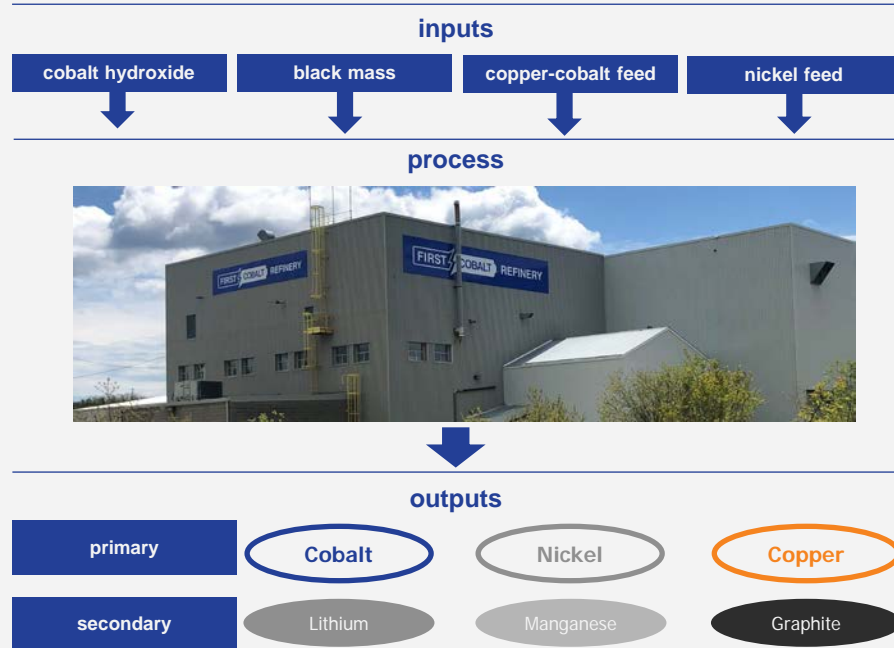 inputs
cobalt hydroxide
black mass
copper-cobalt feed
nickel feed
process
FIRST COBALT REFINERY
FIRST COBALT REFINERY
outputs
primary
Cobalt
Nickel
Copper
secondary
Lithium
Manganese
Graphite